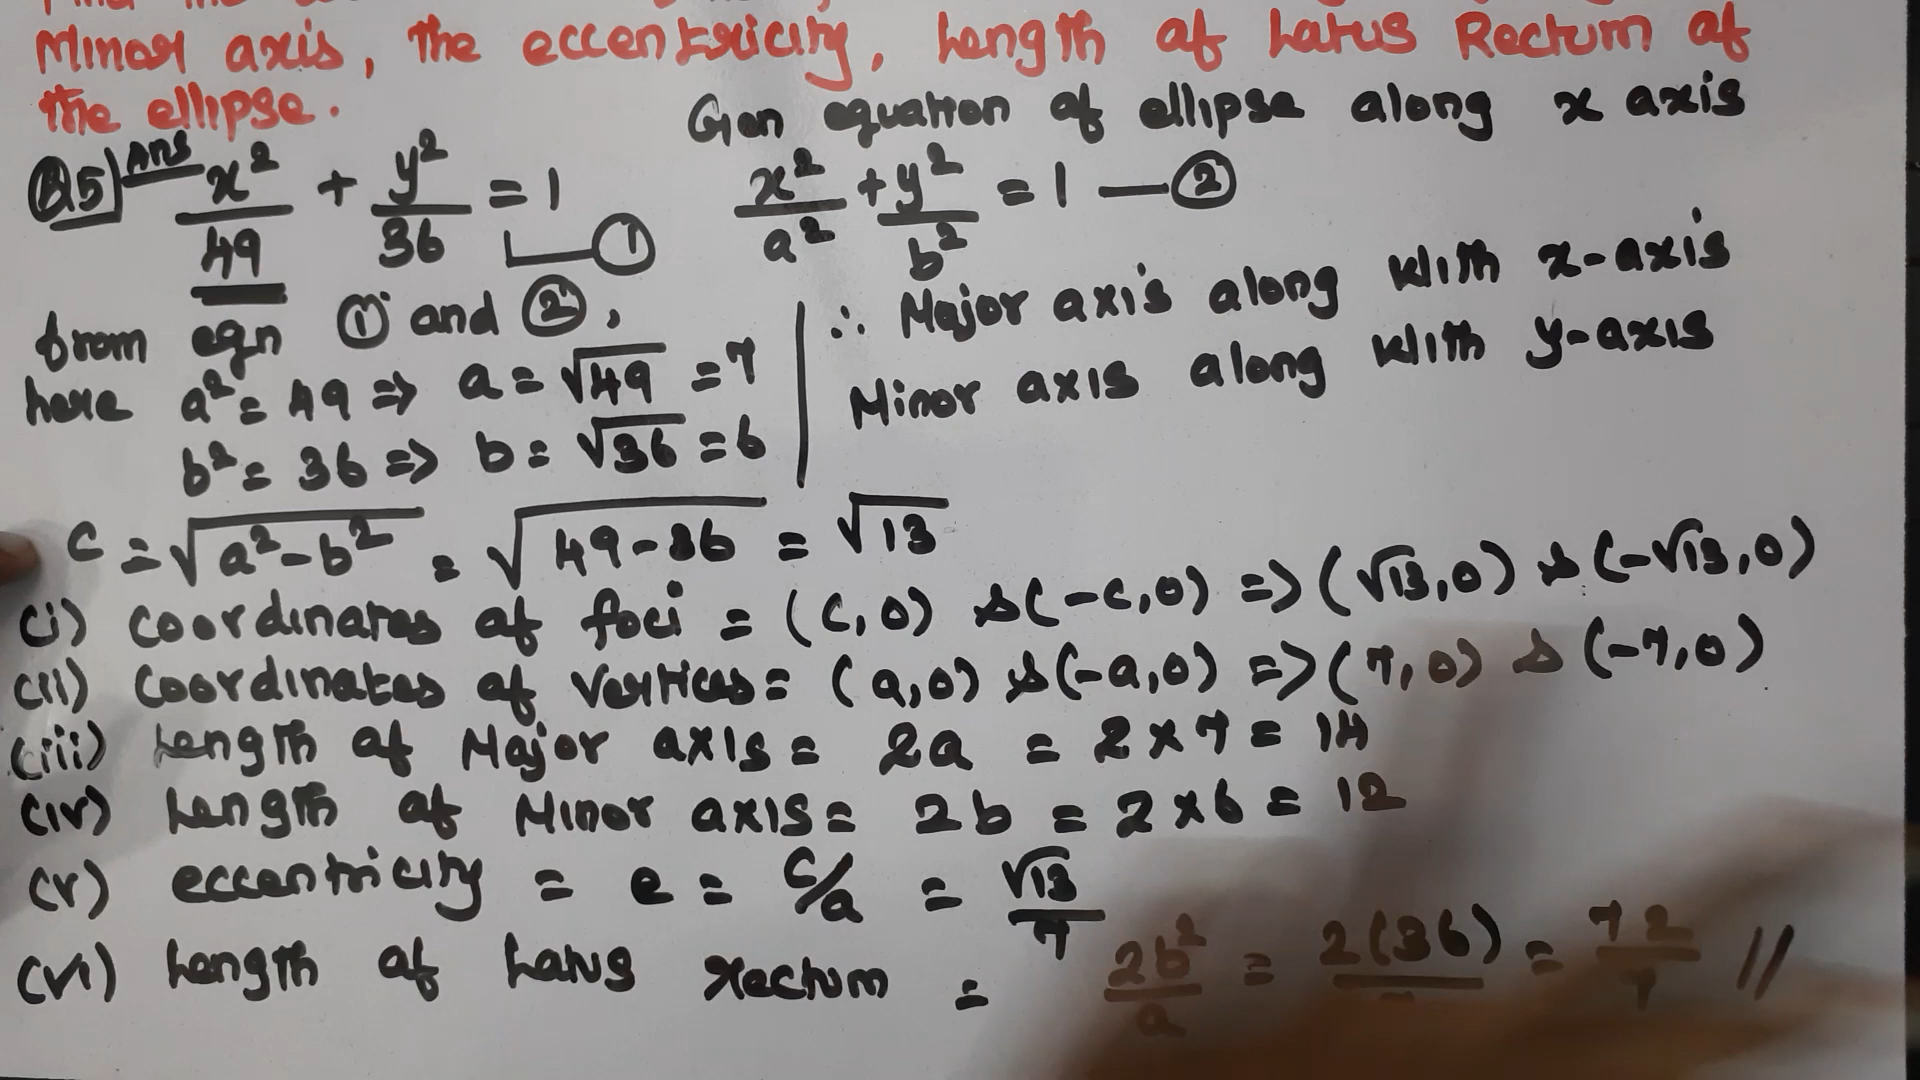 Minor axis, the eccentricity, Length of Latus Rectum of
the ellipse.
Gen equation of ellipse along x axis
Q5) Ans x²/49 + y²/36 = 1 — ①
x²/a² + y²/b² = 1 — ②
from eqn ① and ②,
here a² = 49 => a = √49 = 7
b² = 36 => b = √36 = 6
∴ Major axis along with x-axis
Minor axis along with y-axis
c = √a²-b² = √49-36 = √13
(i) coordinates of foci = (c,0) & (-c,0) => (√13,0) & (-√13,0)
(ii) coordinates of vertices = (a,0) & (-a,0) => (7,0) & (-7,0)
(iii) Length of Major axis = 2a = 2×7 = 14
(iv) Length of Minor axis = 2b = 2×6 = 12
(v) eccentricity = e = c/a = √13/7
(vi) Length of Latus rectum = 2b²/a = 2(36)/ = 72/7 //